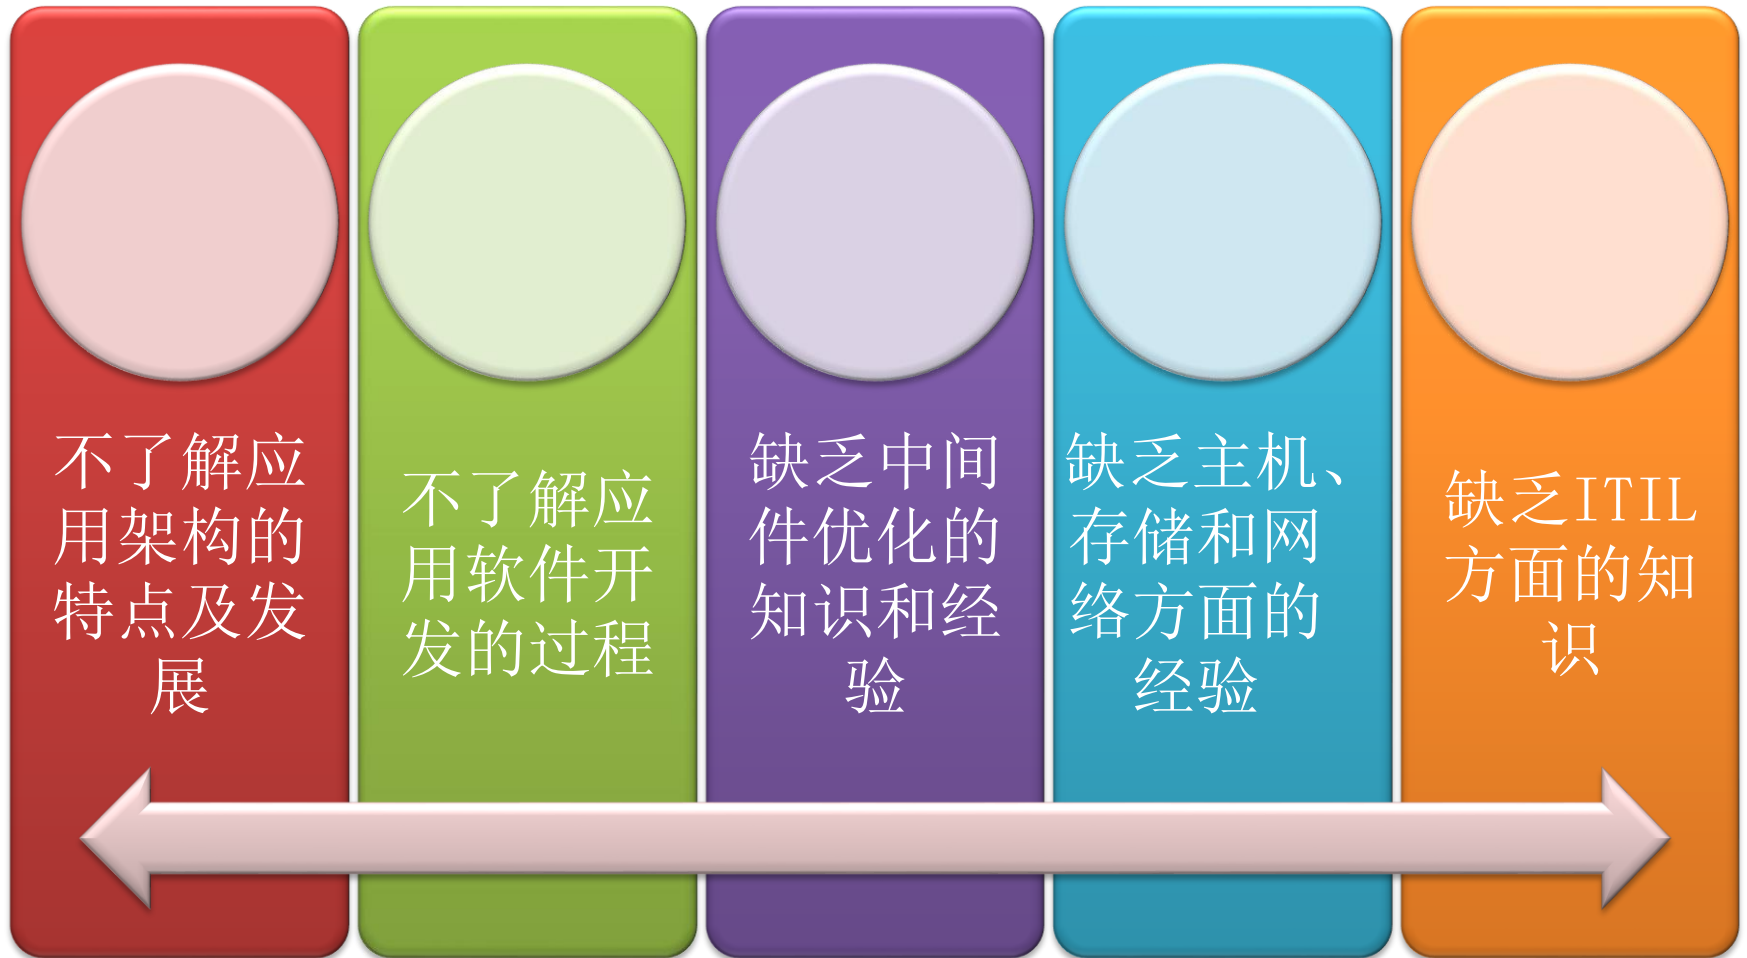 不了解应
用架构的
特点及发
展
不了解应
用软件开
发的过程
缺乏中间
件优化的
知识和经
验
缺乏主机、
存储和网
络方面的
经验
缺乏ITIL
方面的知
识